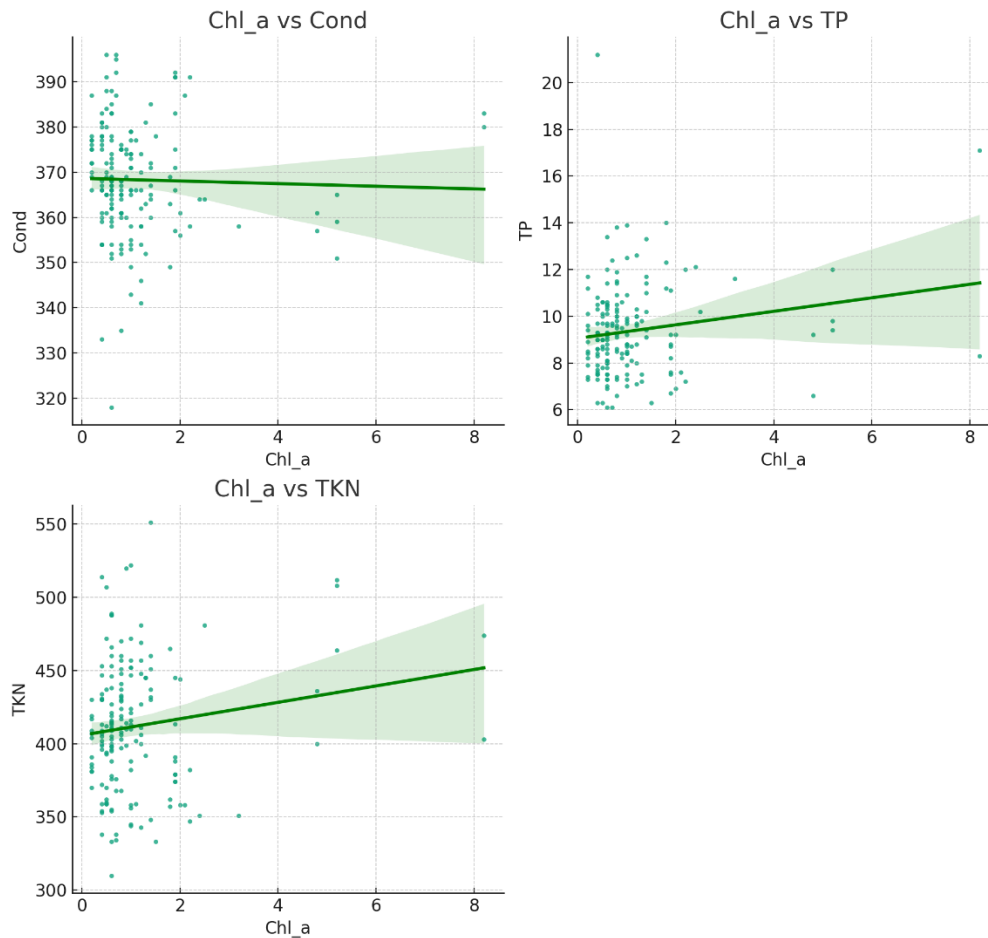 Chl_a vs Cond
Cond
390
380
370
360
350
340
330
320
0 2 4 6 8
Chl_a
Chl_a vs TP
TP
20
18
16
14
12
10
8
6
0 2 4 6 8
Chl_a
Chl_a vs TKN
TKN
550
500
450
400
350
300
0 2 4 6 8
Chl_a